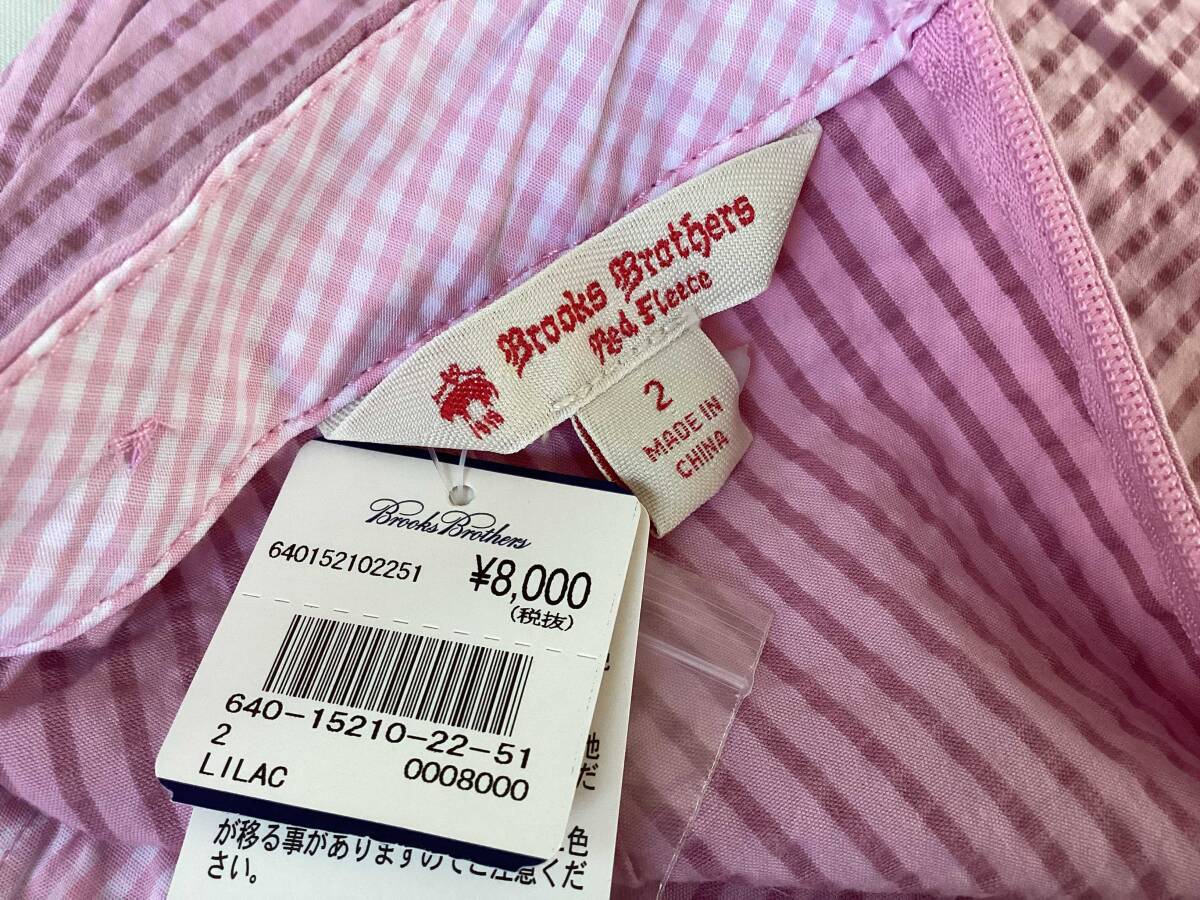 Brooks Brothers
Red Fleece
2
MADE IN
CHINA
Brooks Brothers
640152102251
¥8,000
(税抜)
640-15210-22-51
2
LILAC 0008000
地
だ
色
が移る事がありますのでご注意くだ
さい。